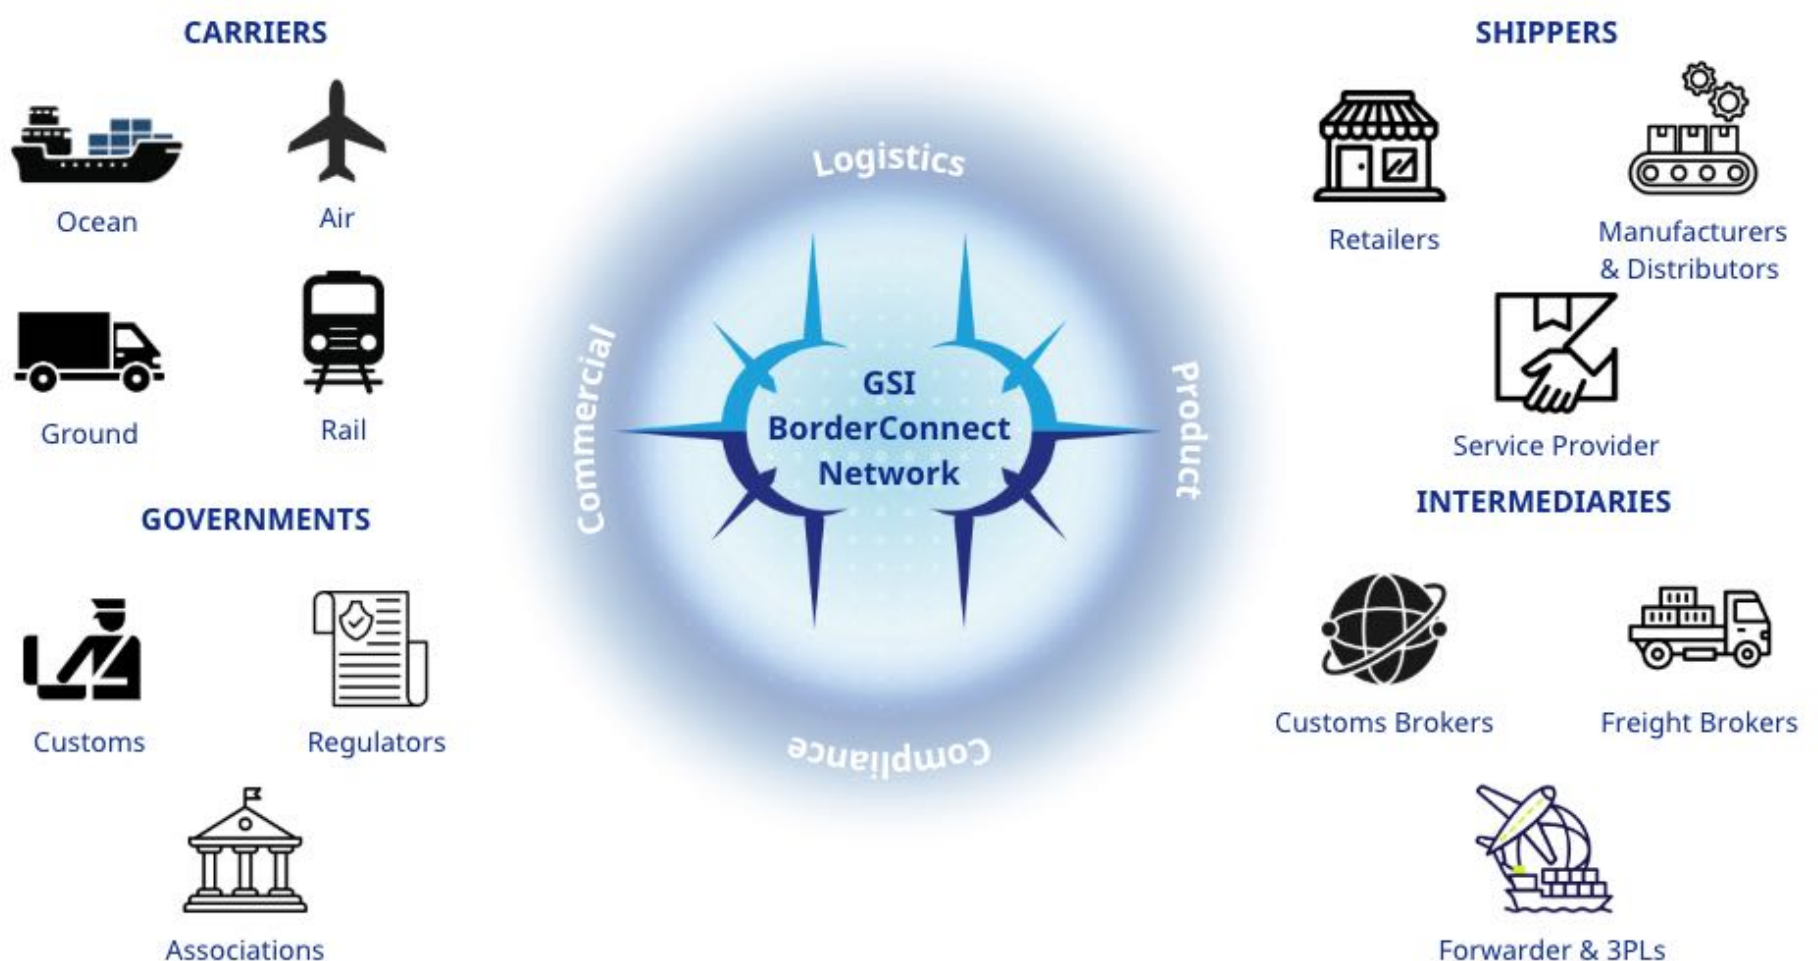 CARRIERS
Ocean
Air
Ground
Rail
GOVERNMENTS
Customs
Regulators
Associations
Logistics
Commercial
Product
Compliance
GSI
BorderConnect
Network
SHIPPERS
Retailers
Manufacturers
& Distributors
Service Provider
INTERMEDIARIES
Customs Brokers
Freight Brokers
Forwarder & 3PLs